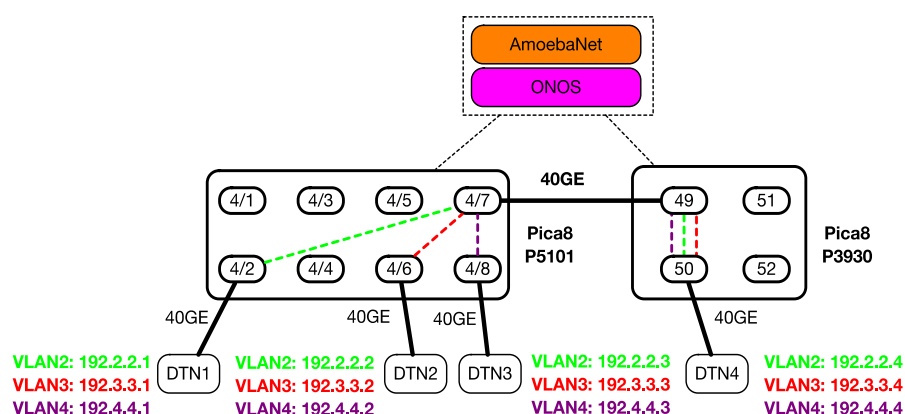 AmoebaNet
ONOS
40GE
4/1 4/3 4/5 4/7 49 51
Pica8
P5101
Pica8
P3930
4/2 4/4 4/6 4/8 50 52
40GE 40GE 40GE 40GE
DTN1 DTN2 DTN3 DTN4
VLAN2: 192.2.2.1 VLAN2: 192.2.2.2 VLAN2: 192.2.2.3 VLAN2: 192.2.2.4
VLAN3: 192.3.3.1 VLAN3: 192.3.3.2 VLAN3: 192.3.3.3 VLAN3: 192.3.3.4
VLAN4: 192.4.4.1 VLAN4: 192.4.4.2 VLAN4: 192.4.4.3 VLAN4: 192.4.4.4